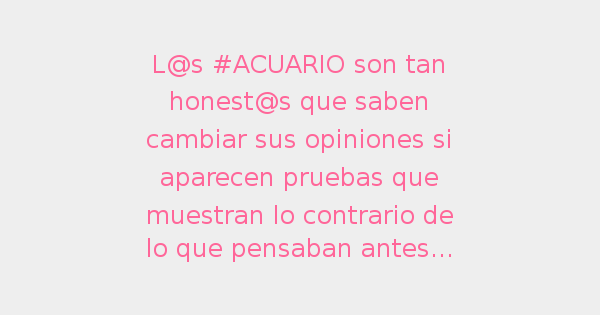 L@s #ACUARIO son tan
honest@s que saben
cambiar sus opiniones si
aparecen pruebas que
muestran lo contrario de
lo que pensaban antes...